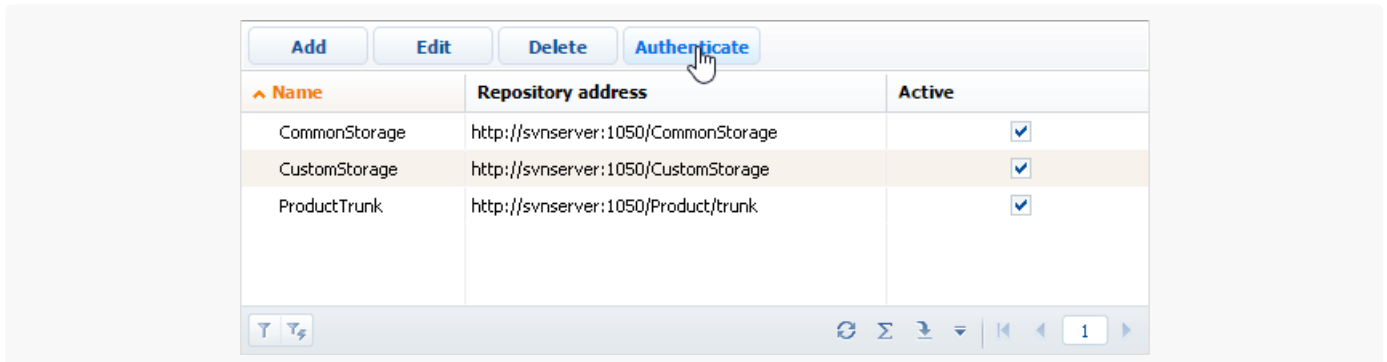 Add Edit Delete Authenticate
Name Repository address Active
CommonStorage http://svnserver:1050/CommonStorage
CustomStorage http://svnserver:1050/CustomStorage
ProductTrunk http://svnserver:1050/Product/trunk
1